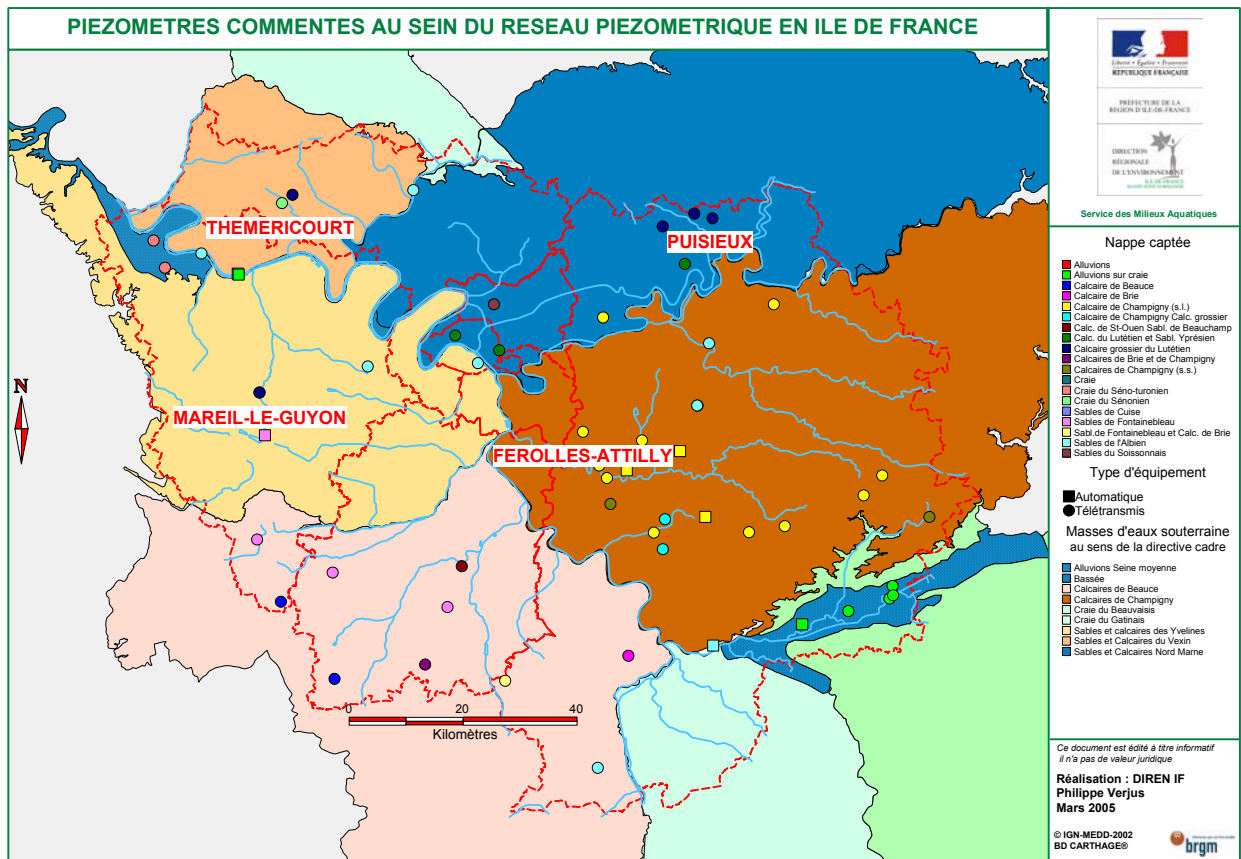 PIEZOMETRES COMMENTES AU SEIN DU RESEAU PIEZOMETRIQUE EN ILE DE FRANCE
Liberté • Égalité • Fraternité
RÉPUBLIQUE FRANÇAISE
PRÉFECTURE DE LA
RÉGION D'ILE-DE-FRANCE
DIRECTION
RÉGIONALE
DE L'ENVIRONNEMENT
ILE-DE-FRANCE
BASSIN SEINE-NORMANDIE
Service des Milieux Aquatiques
THEMERICOURT
PUISIEUX
MAREIL-LE-GUYON
FEROLLES-ATTILLY
N
0 20 40
Kilomètres
Nappe captée
Alluvions
Alluvions sur craie
Calcaire de Beauce
Calcaire de Brie
Calcaire de Champigny (s.l.)
Calcaire de Champigny Calc. grossier
Calc. de St-Ouen Sabl. de Beauchamp
Calc. du Lutétien et Sabl. Yprésien
Calcaire grossier du Lutétien
Calcaires de Brie et de Champigny
Calcaires de Champigny (s.s.)
Craie
Craie du Séno-turonien
Craie du Sénonien
Sables de Cuise
Sables de Fontainebleau
Sabl.de Fontainebleau et Calc. de Brie
Sables de l'Albien
Sables du Soissonnais
Type d'équipement
Automatique
Télétransmis
Masses d'eaux souterraine
au sens de la directive cadre
Alluvions Seine moyenne
Bassée
Calcaires de Beauce
Calcaires de Champigny
Craie du Beauvaisis
Craie du Gatinais
Sables et calcaires des Yvelines
Sables et Calcaires du Vexin
Sables et Calcaires Nord Marne
Ce document est édité à titre informatif
il n'a pas de valeur juridique
Réalisation : DIREN IF
Philippe Verjus
Mars 2005
© IGN-MEDD-2002
BD CARTHAGE®
brgm